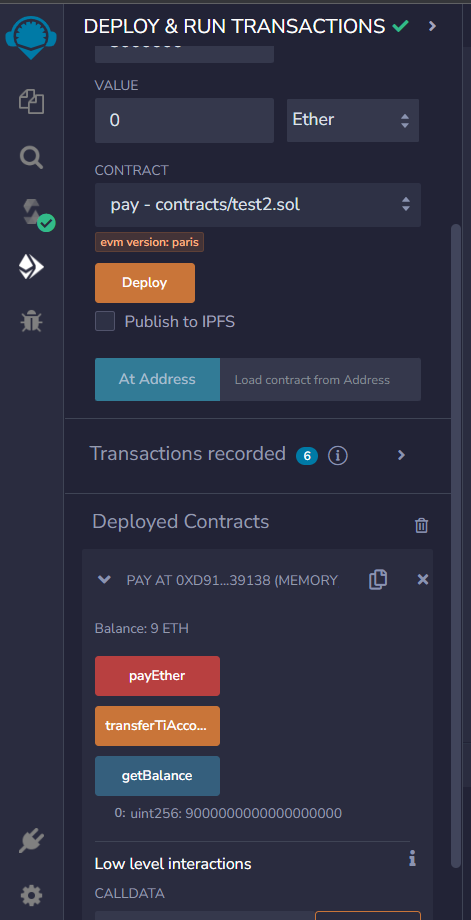 DEPLOY & RUN TRANSACTIONS
VALUE
0
Ether
CONTRACT
pay - contracts/test2.sol
evm version: paris
Deploy
Publish to IPFS
At Address
Load contract from Address
Transactions recorded 6 i
Deployed Contracts
PAY AT 0XD91...39138 (MEMORY
Balance: 9 ETH
payEther
transferTiAcco...
getBalance
0: uint256: 9000000000000000000
Low level interactions i
CALLDATA